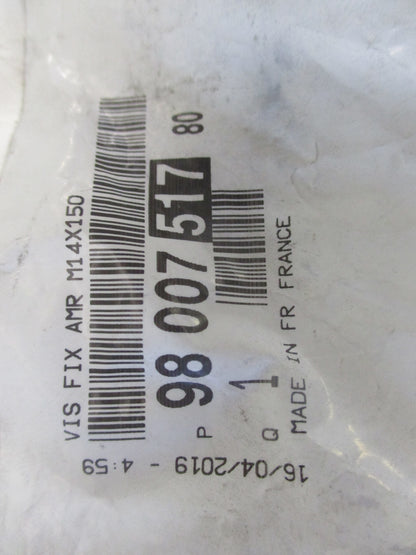 VIS FIX AMR M14X150
P 98 007 517 80
Q 1
MADE IN FR FRANCE
16/04/2019 - 4:59